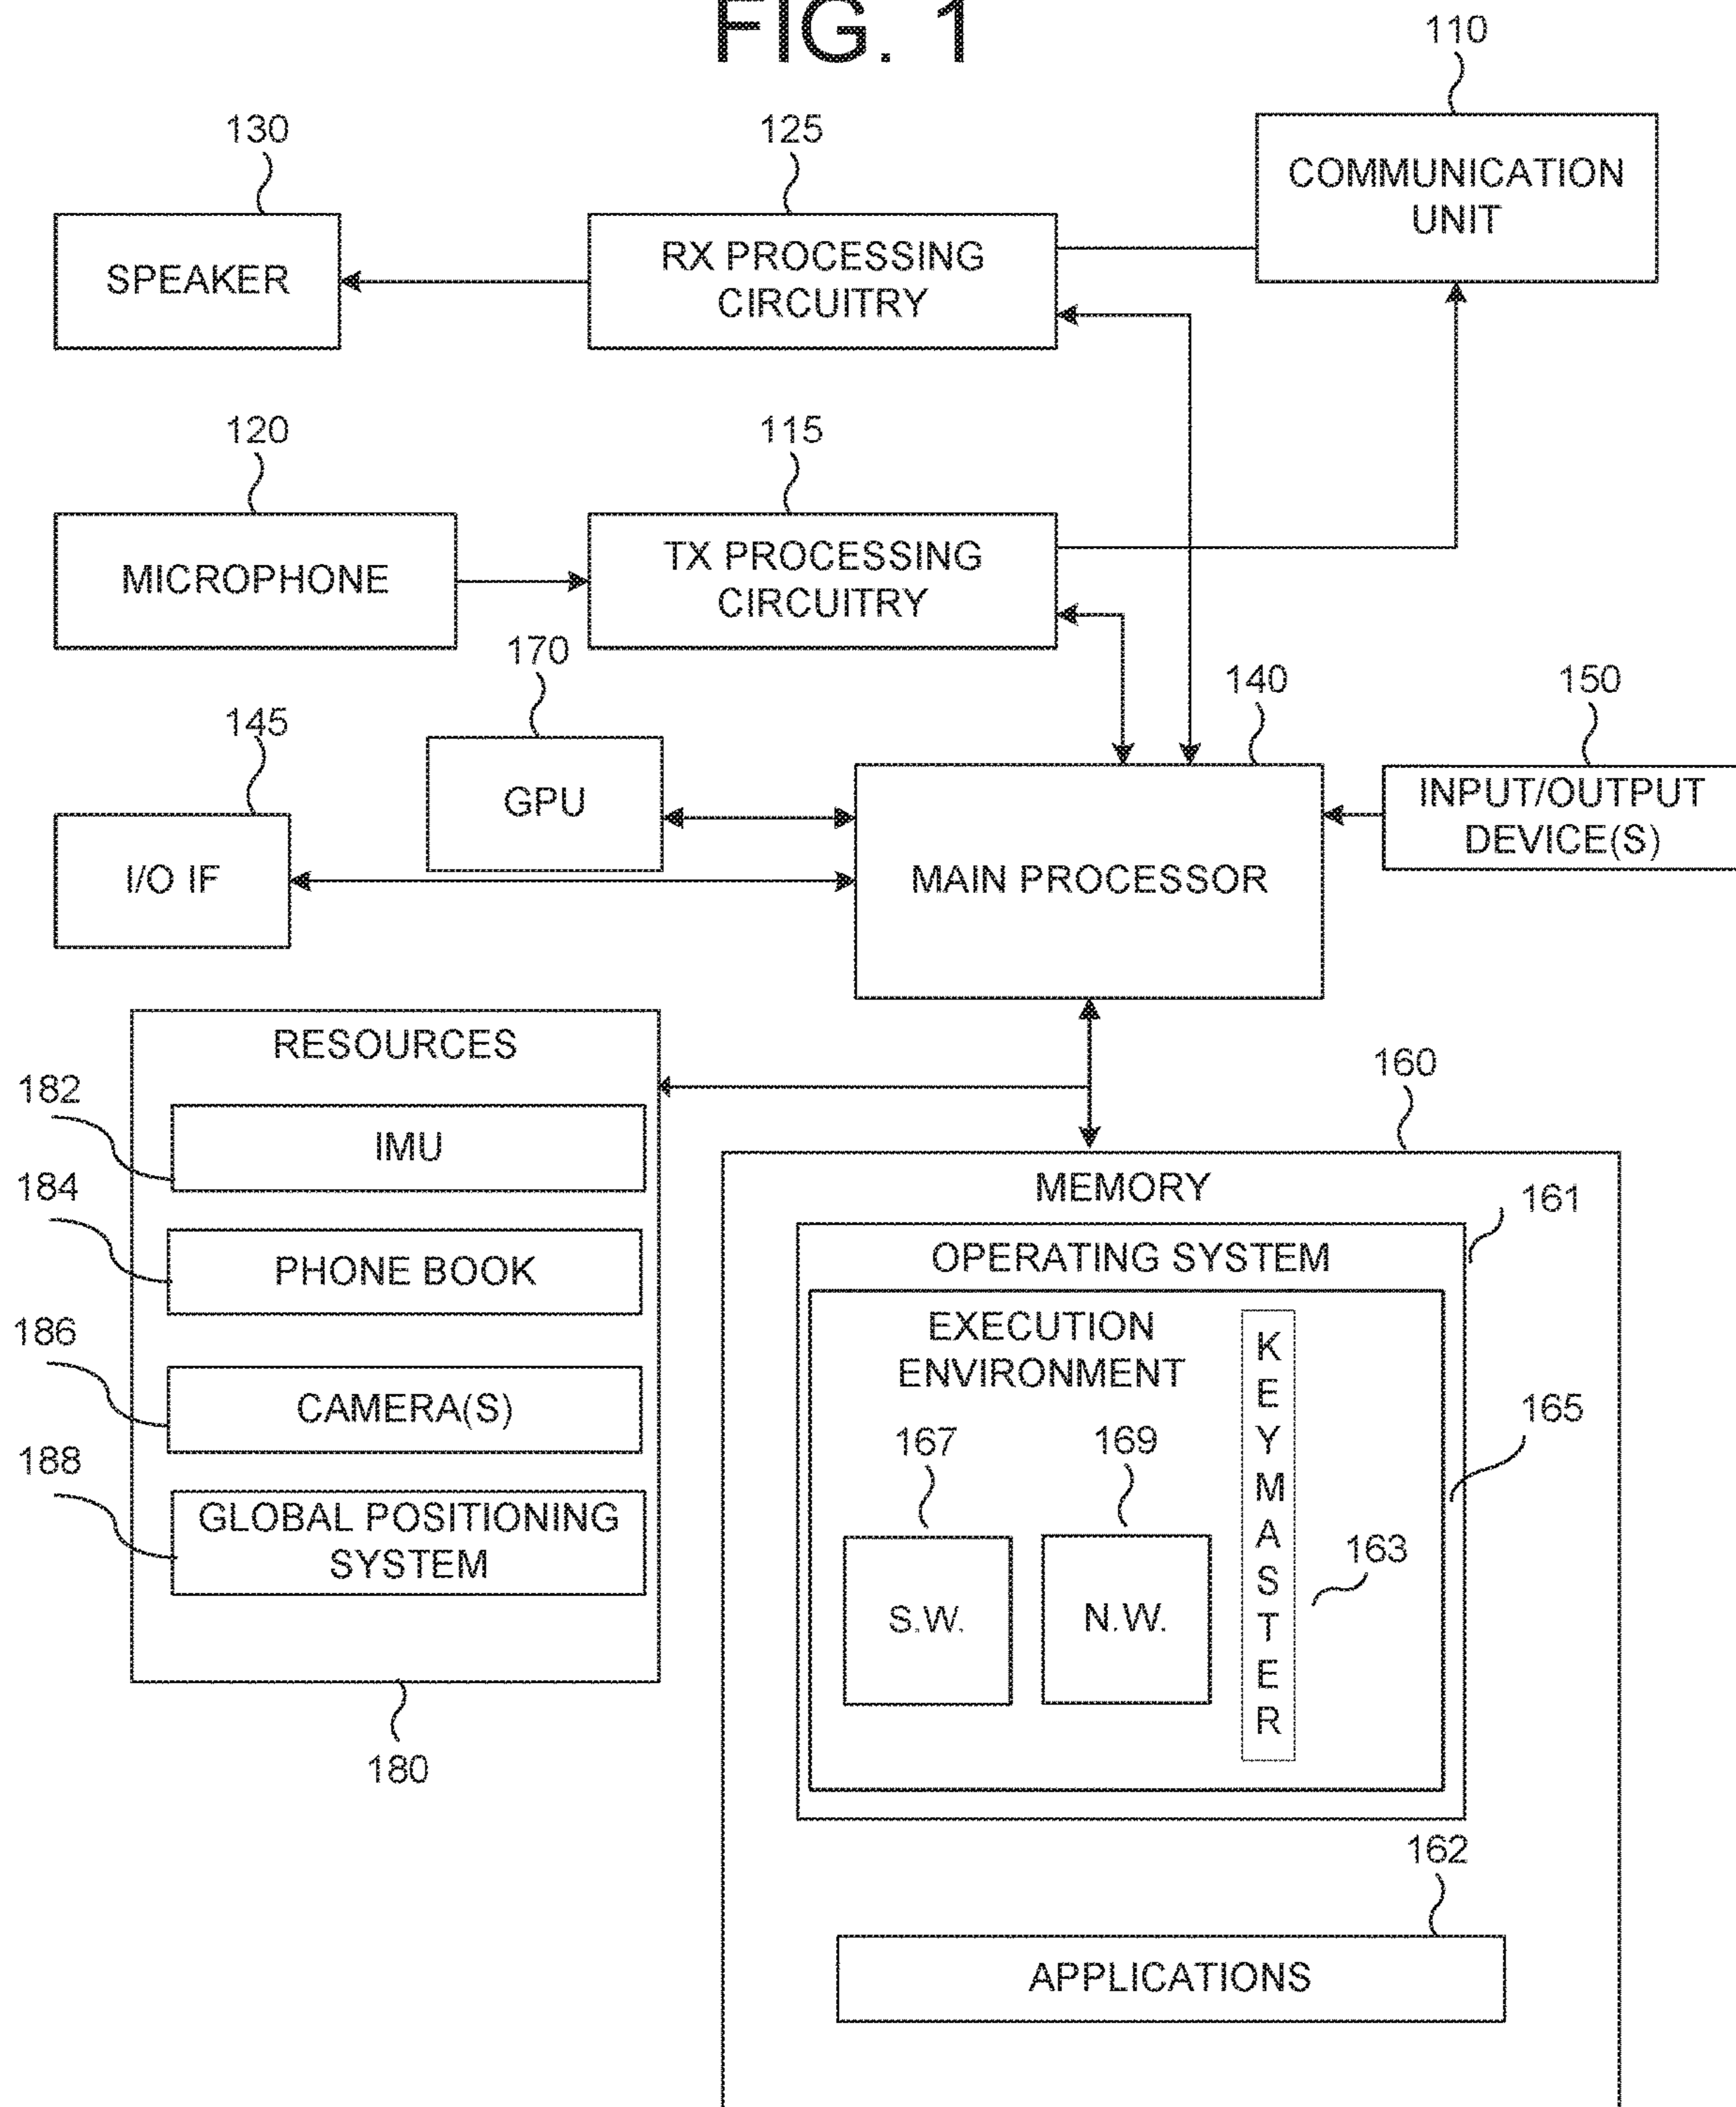 FIG. 1
110
130
125
COMMUNICATION
UNIT
SPEAKER
RX PROCESSING
CIRCUITRY
120
115
MICROPHONE
TX PROCESSING
CIRCUITRY
170
140
150
145
GPU
INPUT/OUTPUT
DEVICE(S)
I/O IF
MAIN PROCESSOR
RESOURCES
182
IMU
184
PHONE BOOK
186
CAMERA(S)
188
GLOBAL POSITIONING
SYSTEM
180
160
MEMORY
161
OPERATING SYSTEM
EXECUTION
ENVIRONMENT
165
167
169
S.W.
N.W.
K
E
Y
M
A
S
T
E
R
163
162
APPLICATIONS